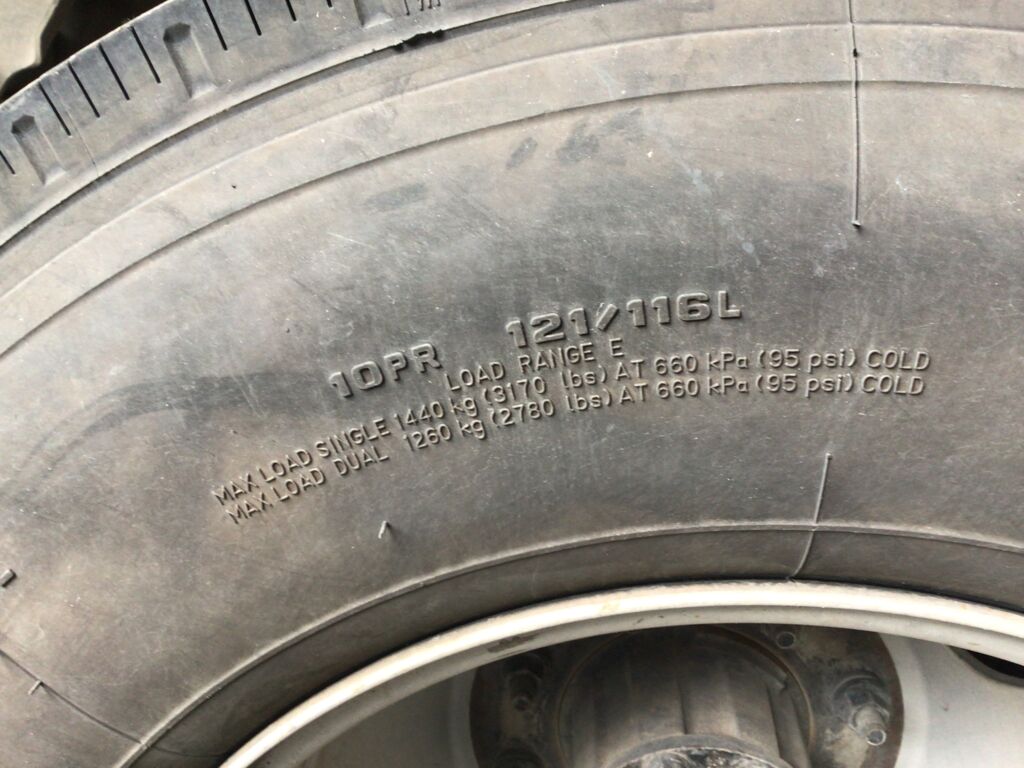 10PR 121/116L
LOAD RANGE E
MAX LOAD SINGLE 1440 kg (3170 lbs) AT 660 kPa (95 psi) COLD
MAX LOAD DUAL 1260 kg (2780 lbs) AT 660 kPa (95 psi) COLD